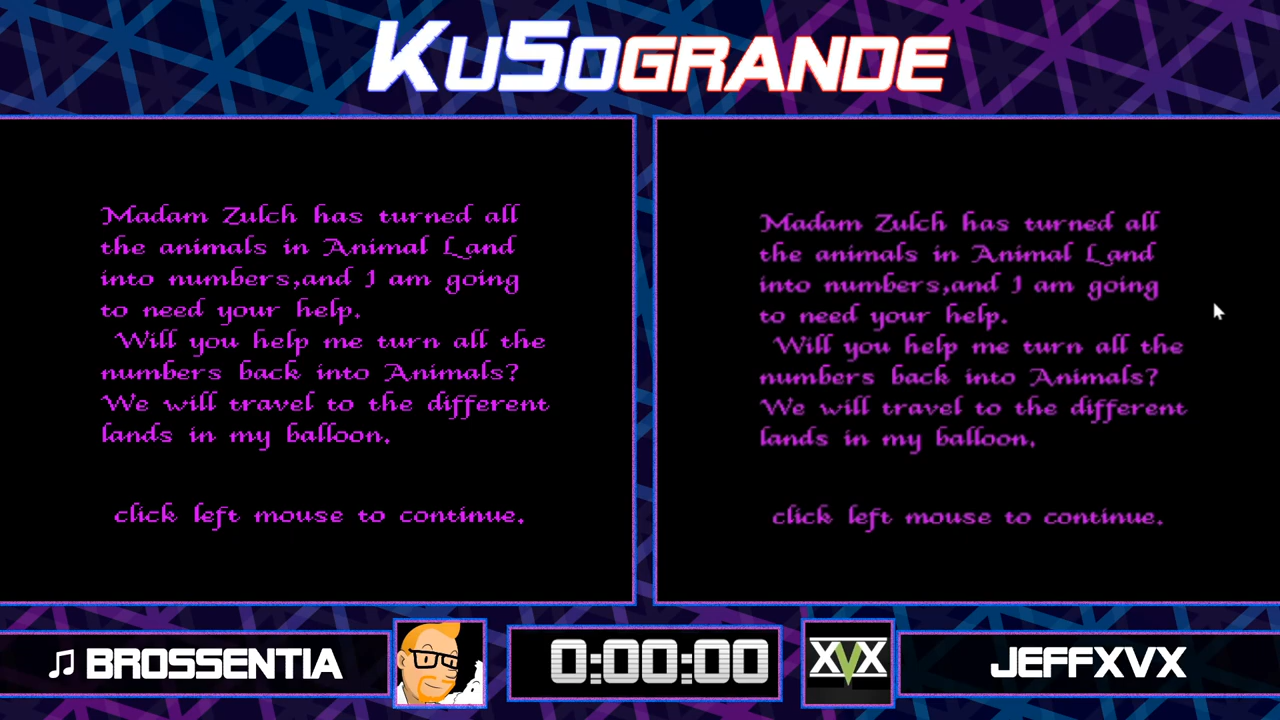 KUSOGRANDE
Madam Zulch has turned all
the animals in Animal Land
into numbers,and I am going
to need your help.
Will you help me turn all the
numbers back into Animals?
We will travel to the different
lands in my balloon.
click left mouse to continue.
Madam Zulch has turned all
the animals in Animal Land
into numbers,and I am going
to need your help.
Will you help me turn all the
numbers back into Animals?
We will travel to the different
lands in my balloon.
click left mouse to continue.
♫ BROSSENTIA
0:00:00
XVX
JEFFXVX